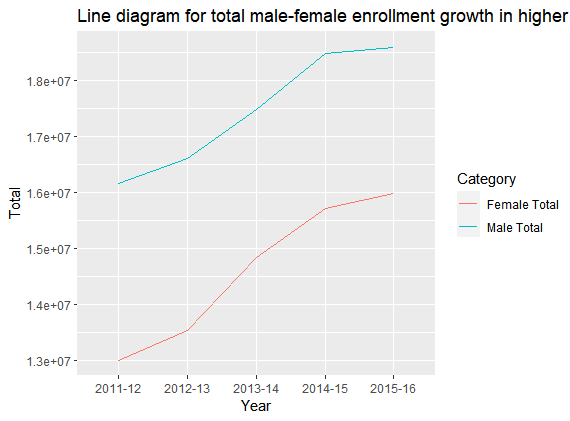 Line diagram for total male-female enrollment growth in higher
1.8e+07
1.7e+07
1.6e+07
1.5e+07
1.4e+07
1.3e+07
Total
2011-12 2012-13 2013-14 2014-15 2015-16
Year
Category
Female Total
Male Total